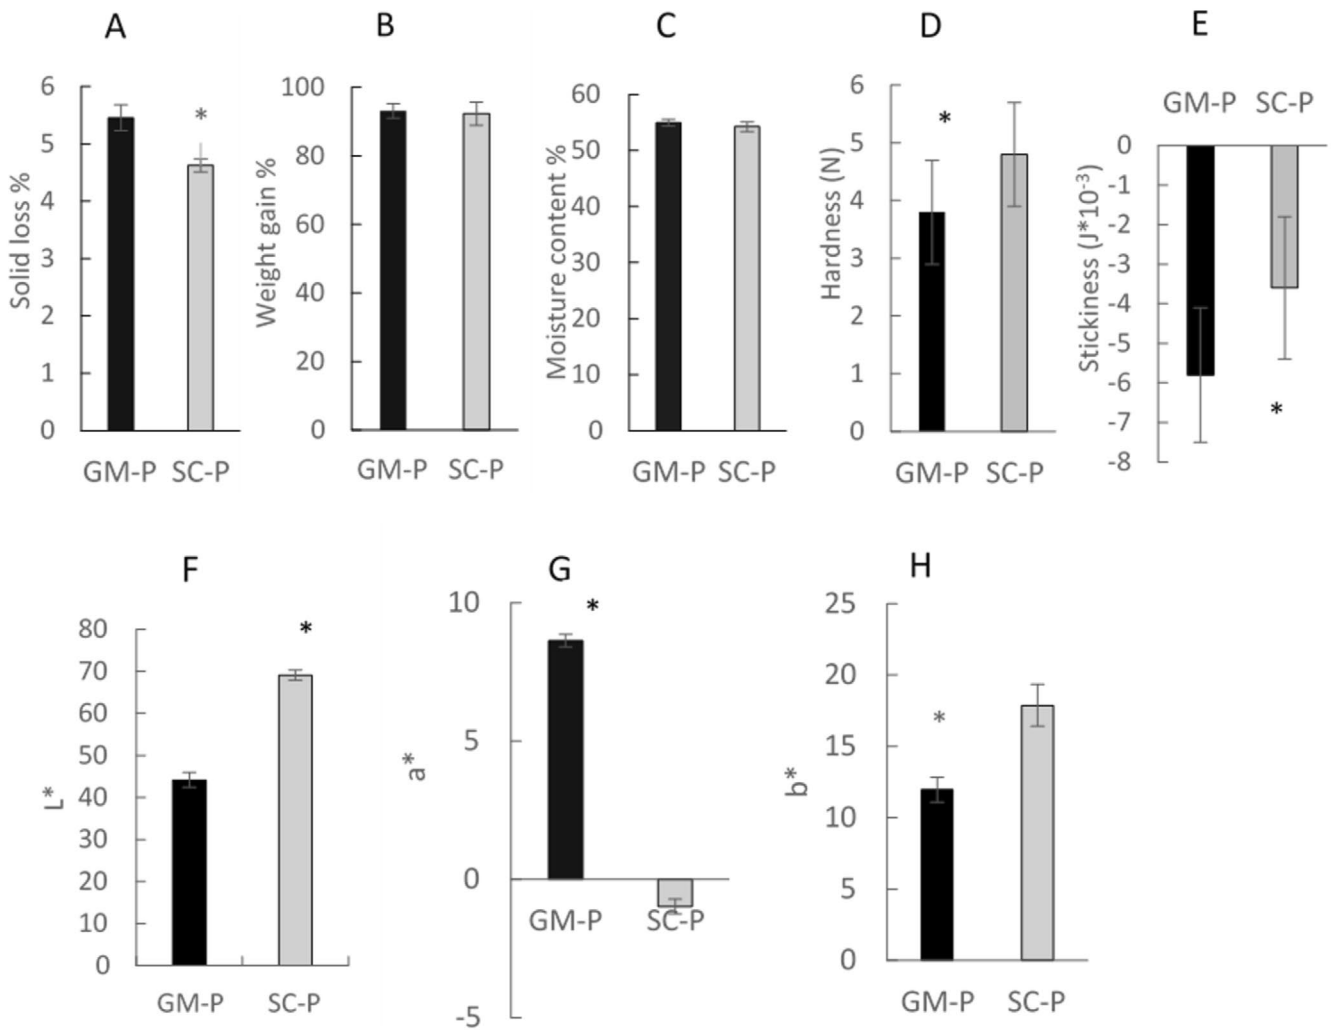 A
Solid loss %
6
5
4
3
2
1
0
*
GM-P SC-P
B
Weight gain %
100
80
60
40
20
0
GM-P SC-P
C
Moisture content %
60
50
40
30
20
10
0
GM-P SC-P
D
Hardness (N)
6
5
4
3
2
1
0
*
GM-P SC-P
E
GM-P SC-P
Stickiness (J*10-3)
0
-1
-2
-3
-4
-5
-6
-7
-8
*
F
L*
80
70
60
50
40
30
20
10
0
*
GM-P SC-P
G
a*
10
5
0
-5
*
GM-P SC-P
H
b*
25
20
15
10
5
0
*
GM-P SC-P